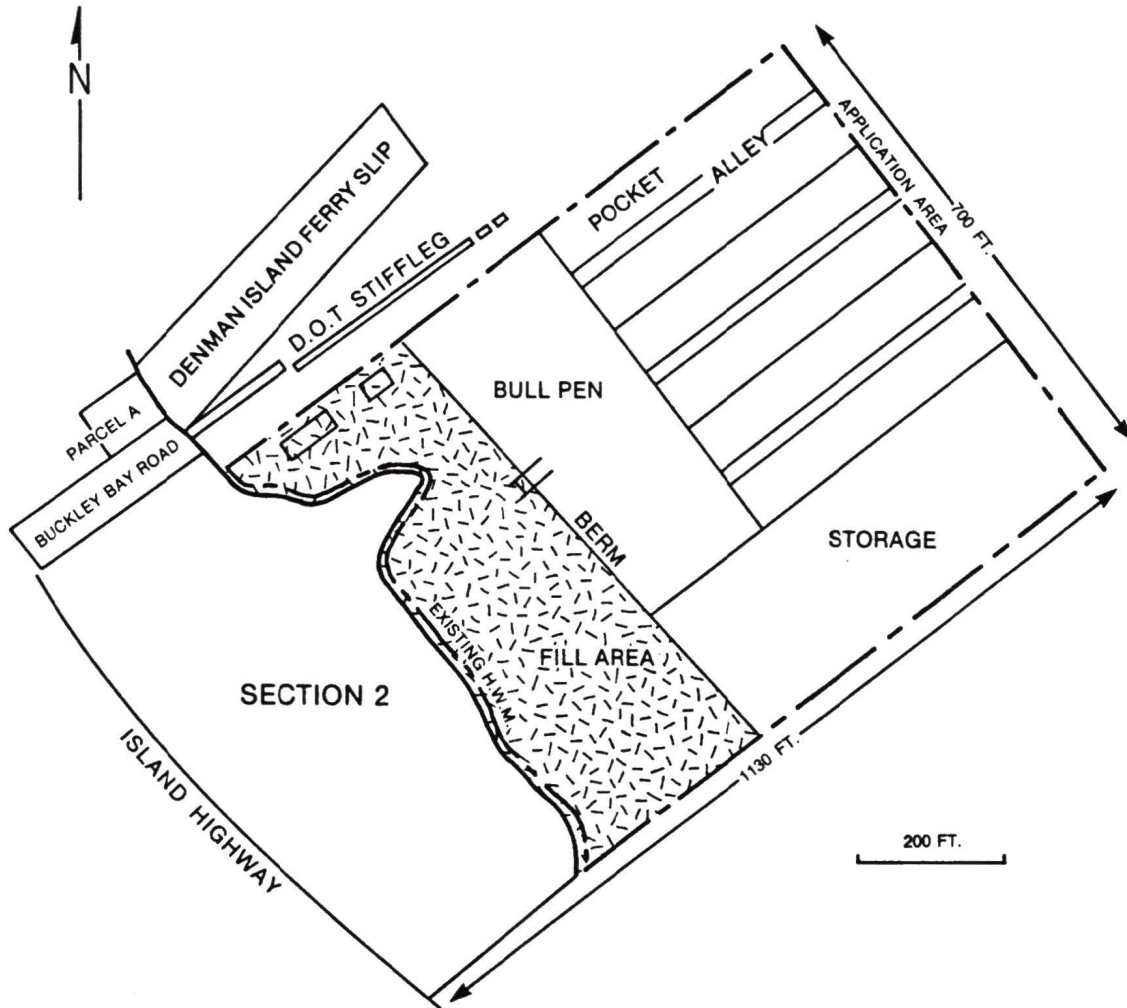 N
DENMAN ISLAND FERRY SLIP
D.O.T STIFFLEG
POCKET
ALLEY
APPLICATION AREA
700 FT.
PARCEL A
BUCKLEY BAY ROAD
BULL PEN
BERM
STORAGE
EXISTING H.W.M.
FILL AREA
SECTION 2
ISLAND HIGHWAY
1130 FT.
200 FT.